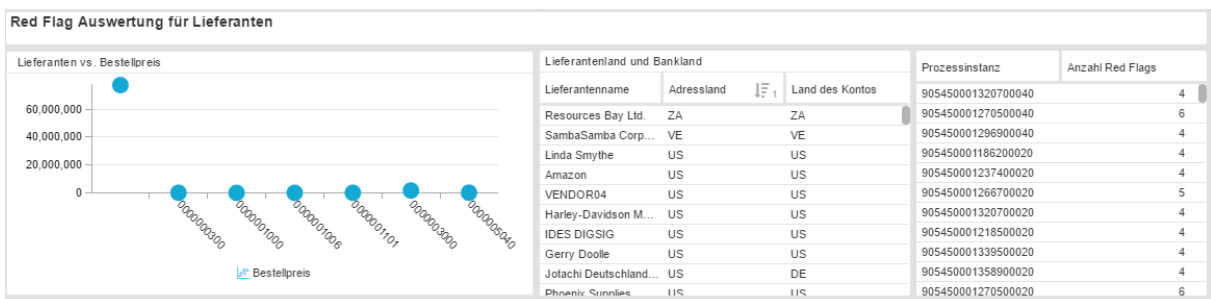 Red Flag Auswertung für Lieferanten
Lieferanten vs. Bestellpreis
60,000,000
40,000,000
20,000,000
0
0000000300
0000001000
0000001006
0000001101
0000003000
0000005040
Bestellpreis
Lieferantenland und Bankland
Lieferantenname Adressland 1 Land des Kontos
Resources Bay Ltd. ZA ZA
SambaSamba Corp... VE VE
Linda Smythe US US
Amazon US US
VENDOR04 US US
Harley-Davidson M... US US
IDES DIGSIG US US
Gerry Doolle US US
Jotachi Deutschland... US DE
Phoenix Supplies US US
Prozessinstanz Anzahl Red Flags
905450001320700040 4
905450001270500040 6
905450001296900040 4
905450001186200020 4
905450001237400020 4
905450001266700020 5
905450001320700020 4
905450001218500020 4
905450001339500020 4
905450001358900020 4
905450001270500020 6